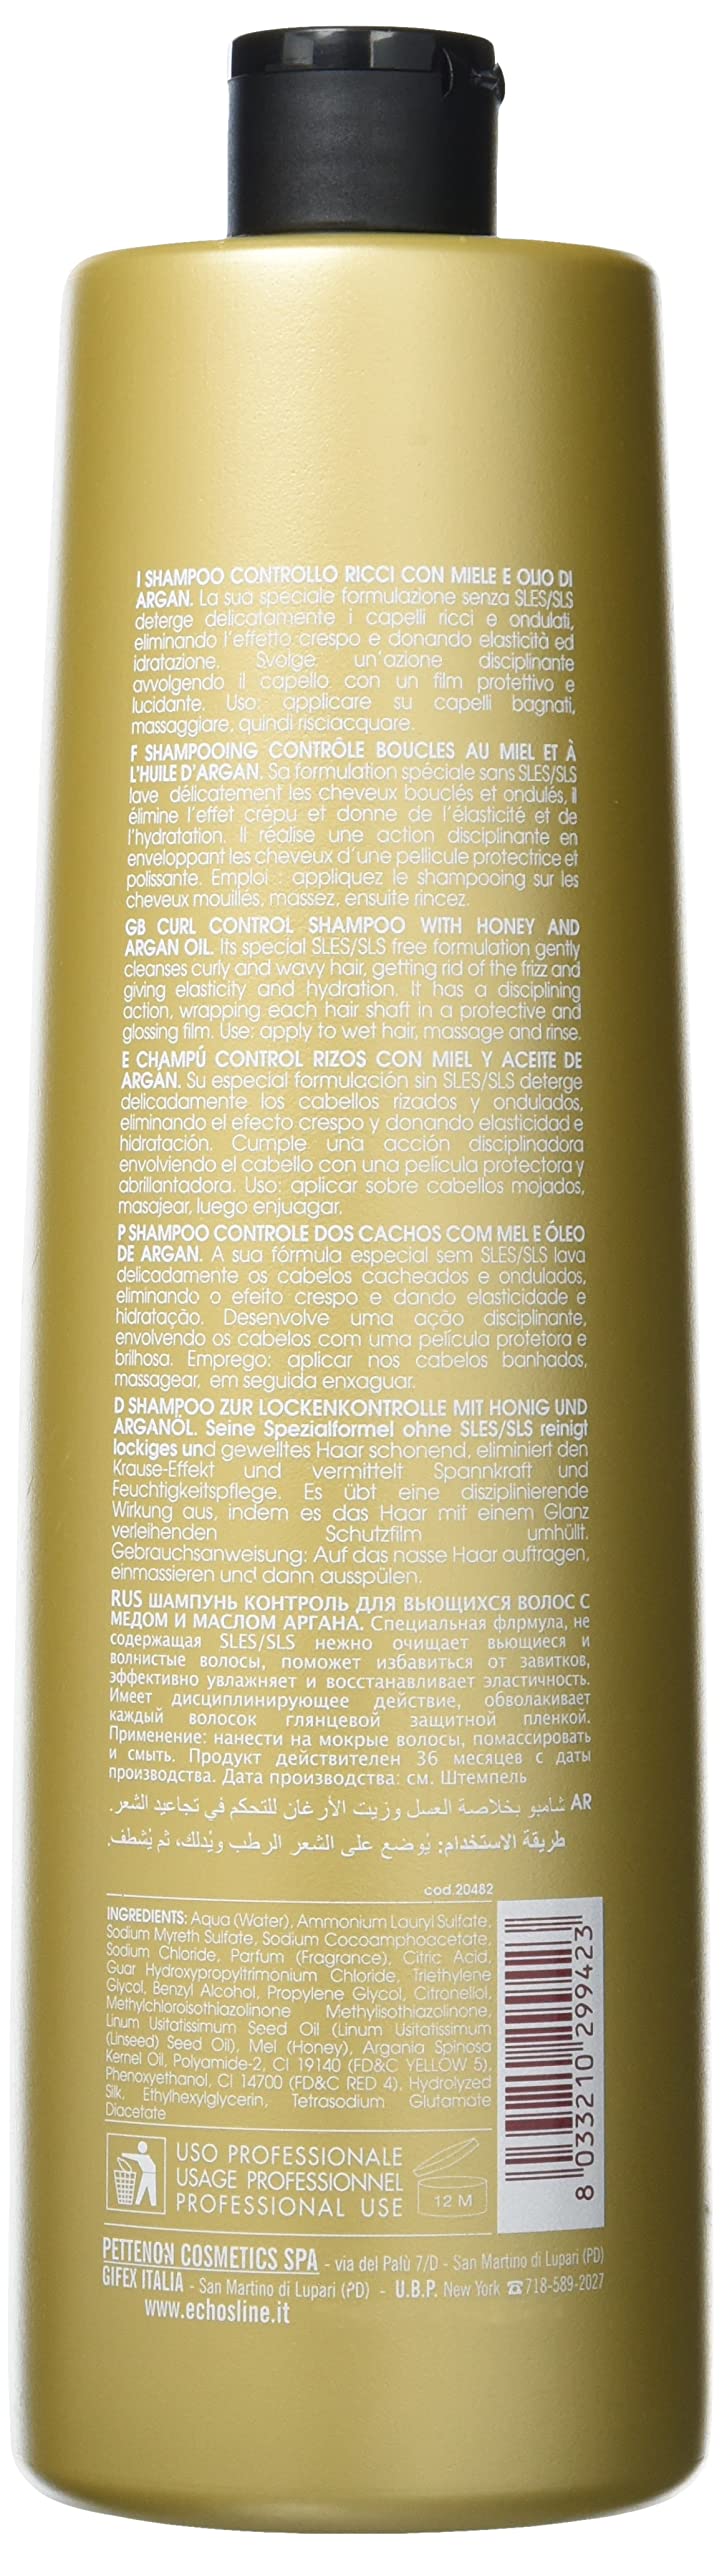 I SHAMPOO CONTROLLO RICCI CON MIELE E OLIO DI
ARGAN. La sua speciale formulazione senza SLES/SLS
deterge delicatamente i capelli ricci e ondulati,
eliminando l'effetto crespo e donando elasticità ed
idratazione. Svolge un'azione disciplinante
avvolgendo il capello con un film protettivo e
lucidante. Uso: applicare su capelli bagnati,
massaggiare, quindi risciacquare.
F SHAMPOOING CONTRÔLE BOUCLES AU MIEL ET À
L'HUILE D'ARGAN. Sa formulation spéciale sans SLES/SLS
lave délicatement les cheveux bouclés et ondulés, il
élimine l'effet crépu et donne de l'élasticité et de
l'hydratation. Il réalise une action disciplinante en
enveloppant les cheveux d'une pellicule protectrice et
polissante. Emploi : appliquez le shampooing sur les
cheveux mouillés, massez, ensuite rincez.
GB CURL CONTROL SHAMPOO WITH HONEY AND
ARGAN OIL. Its special SLES/SLS free formulation gently
cleanses curly and wavy hair, getting rid of the frizz and
giving elasticity and hydration. It has a disciplining
action, wrapping each hair shaft in a protective and
glossing film. Use: apply to wet hair, massage and rinse.
E CHAMPÚ CONTROL RIZOS CON MIEL Y ACEITE DE
ARGÁN. Su especial formulación sin SLES/SLS deterge
delicadamente los cabellos rizados y ondulados,
eliminando el efecto crespo y donando elasticidad e
hidratación. Cumple una acción disciplinadora
envolviendo el cabello con una película protectora y
abrillantadora. Uso: aplicar sobre cabellos mojados,
masajear, luego enjuagar.
P SHAMPOO CONTROLE DOS CACHOS COM MEL E ÓLEO
DE ARGAN. A sua fórmula especial sem SLES/SLS lava
delicadamente os cabelos cacheados e ondulados,
eliminando o efeito crespo e dando elasticidade e
hidratação. Desenvolve uma ação disciplinante,
envolvendo os cabelos com uma película protetora e
brilhosa. Emprego: aplicar nos cabelos banhados,
massagear, em seguida enxaguar.
D SHAMPOO ZUR LOCKENKONTROLLE MIT HONIG UND
ARGANÖL. Seine Spezialformel ohne SLES/SLS reinigt
lockiges und gewelltes Haar schonend, eliminiert den
Krause-Effekt und vermittelt Spannkraft und
Feuchtigkeitspflege. Es übt eine disziplinierende
Wirkung aus, indem es das Haar mit einem Glanz
verleihenden Schutzfilm umhüllt.
Gebrauchsanweisung: Auf das nasse Haar auftragen,
einmassieren und dann ausspülen.
RUS ШАМПУНЬ КОНТРОЛЬ ДЛЯ ВЬЮЩИХСЯ ВОЛОС С
МЕДОМ И МАСЛОМ АРГАНА. Специальная флрмула, не
содержащая SLES/SLS нежно очищает вьющиеся и
волнистые волосы, поможет избавиться от завитков,
эффективно увлажняет и восстанавливает эластичность.
Имеет дисциплинирующее действие, обволакивает
каждый волосок глянцевой защитной пленкой.
Применение: нанести на мокрые волосы, помассировать
и смыть. Продукт действителен 36 месяцев с даты
производства. Дата производства: см. Штемпель
AR شامبو بخلاصة العسل وزيت الأرغان للتحكم في تجاعيد الشعر.
طريقة الاستخدام: يُوضع على الشعر الرطب ويُدلك، ثم يُشطف.
cod.20482
INGREDIENTS: Aqua (Water), Ammonium Lauryl Sulfate,
Sodium Myreth Sulfate, Sodium Cocoamphoacetate,
Sodium Chloride, Parfum (Fragrance), Citric Acid,
Guar Hydroxypropyltrimonium Chloride, Triethylene
Glycol, Benzyl Alcohol, Propylene Glycol, Citronellol,
Methylchloroisothiazolinone Methylisothiazolinone,
Linum Usitatissimum Seed Oil (Linum Usitatissimum
(Linseed) Seed Oil), Mel (Honey), Argania Spinosa
Kernel Oil, Polyamide-2, CI 19140 (FD&C YELLOW 5),
Phenoxyethanol, CI 14700 (FD&C RED 4), Hydrolyzed
Silk, Ethylhexylglycerin, Tetrasodium Glutamate
Diacetate
8 033210 299423
USO PROFESSIONALE
USAGE PROFESSIONNEL
PROFESSIONAL USE
12 M
PETTENON COSMETICS SPA - via del Palù 7/D - San Martino di Lupari (PD)
GIFEX ITALIA - San Martino di Lupari (PD) - U.B.P. New York ☎718-589-2027
www.echosline.it